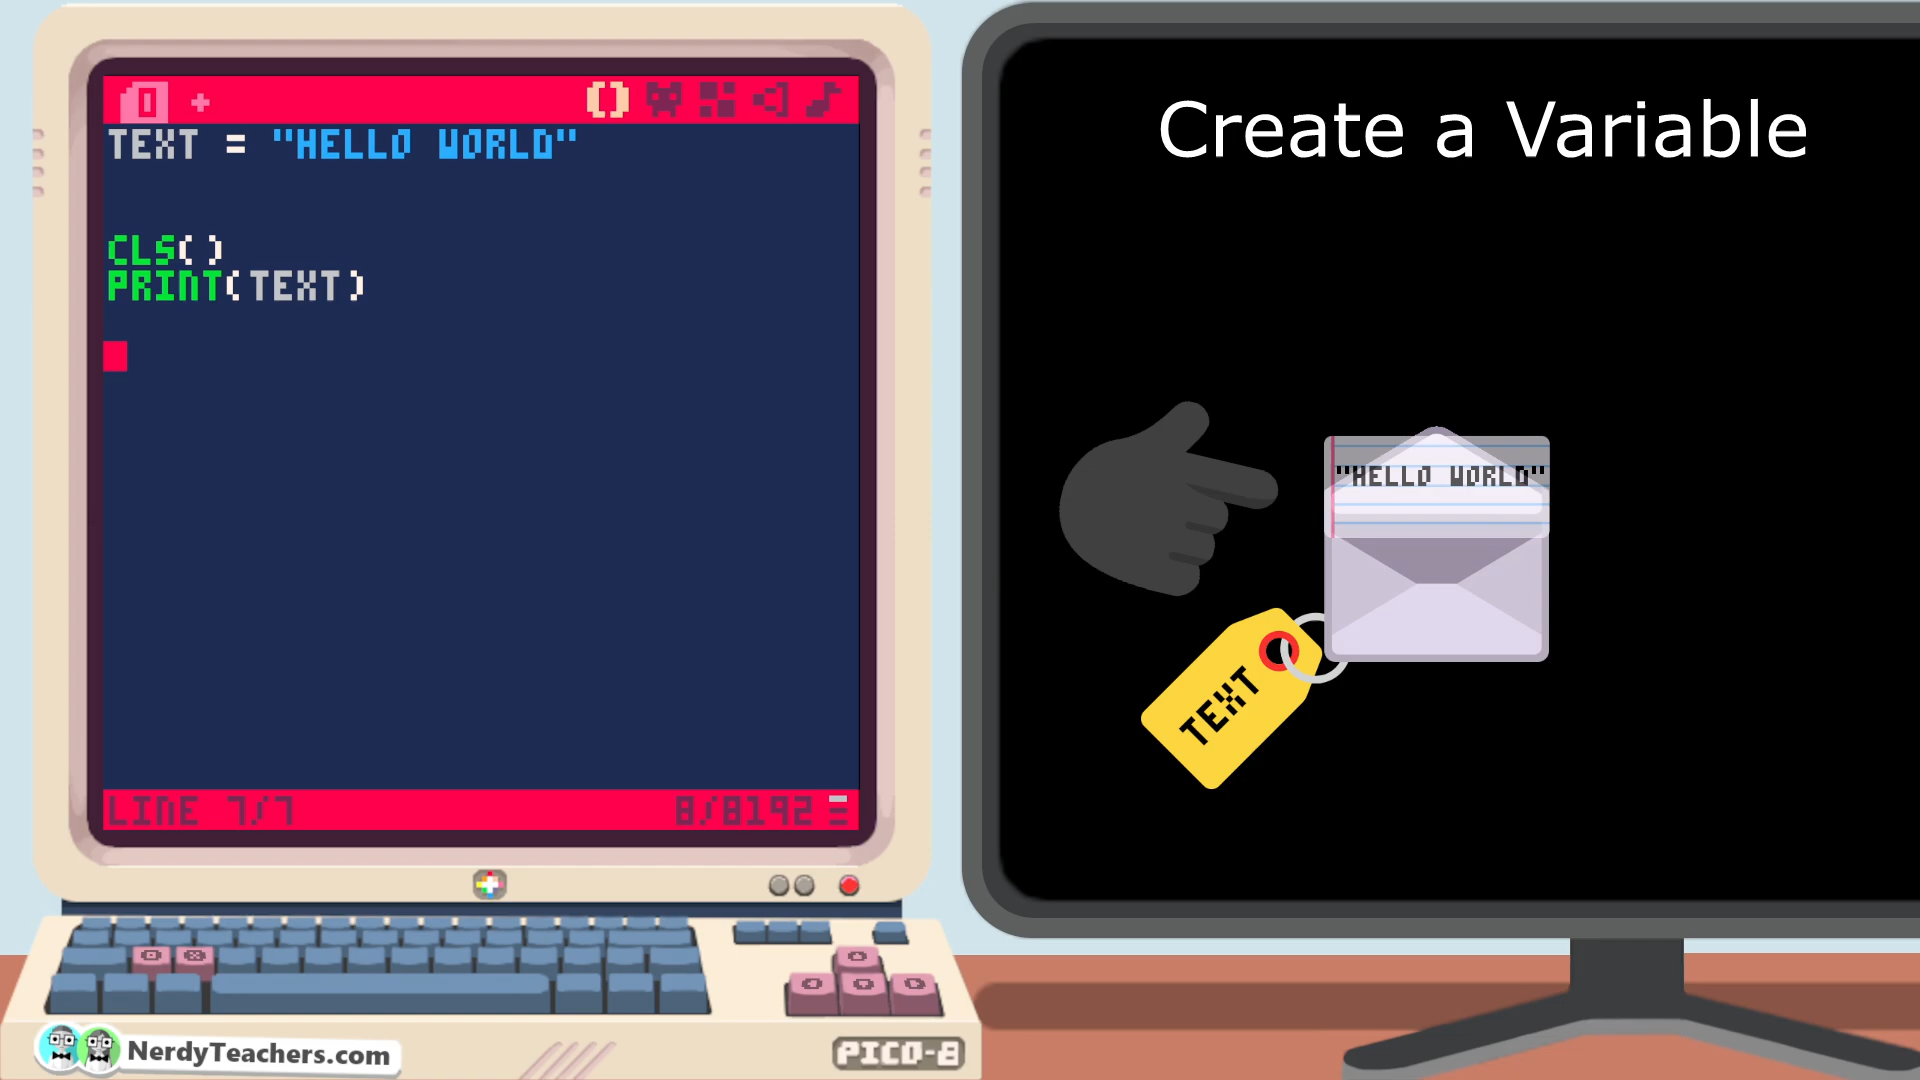 TEXT = "HELLO WORLD"
CLS()
PRINT(TEXT)
LINE 7/7 8/8192
NerdyTeachers.com
PICO-8
Create a Variable
"HELLO WORLD"
TEXT